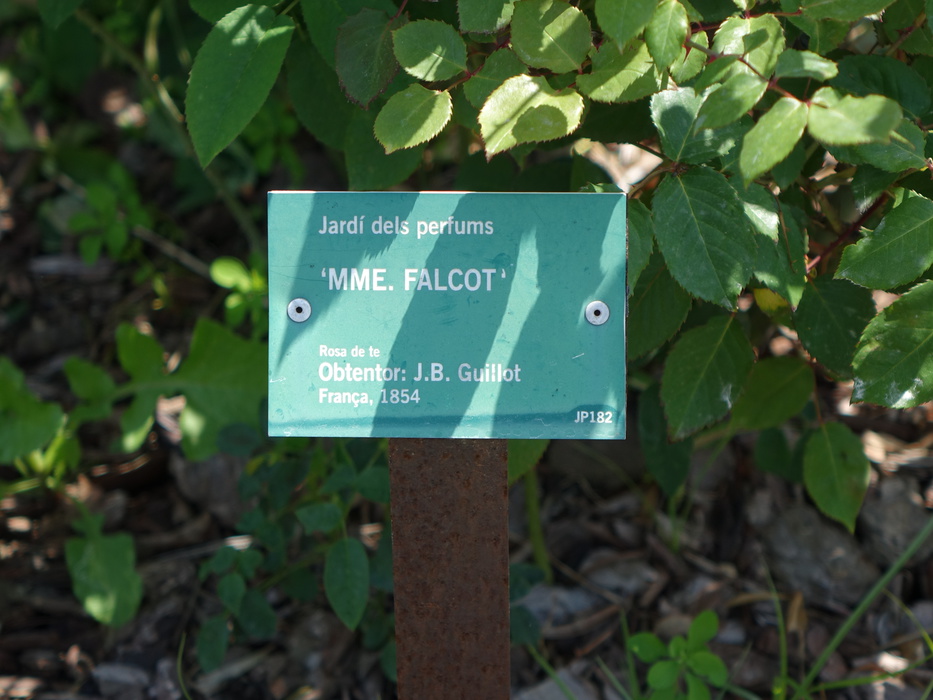 Jardí dels perfums
‘MME. FALCOT’
Rosa de te
Obtentor: J.B. Guillot
França, 1854
JP182